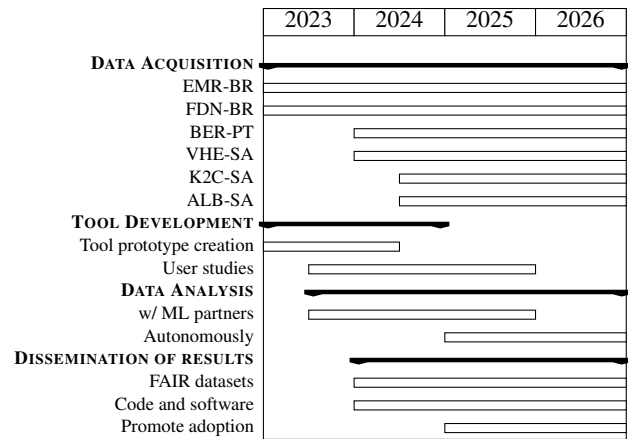 2023 2024 2025 2026
DATA ACQUISITION
EMR-BR
FDN-BR
BER-PT
VHE-SA
K2C-SA
ALB-SA
TOOL DEVELOPMENT
Tool prototype creation
User studies
DATA ANALYSIS
w/ ML partners
Autonomously
DISSEMINATION OF RESULTS
FAIR datasets
Code and software
Promote adoption